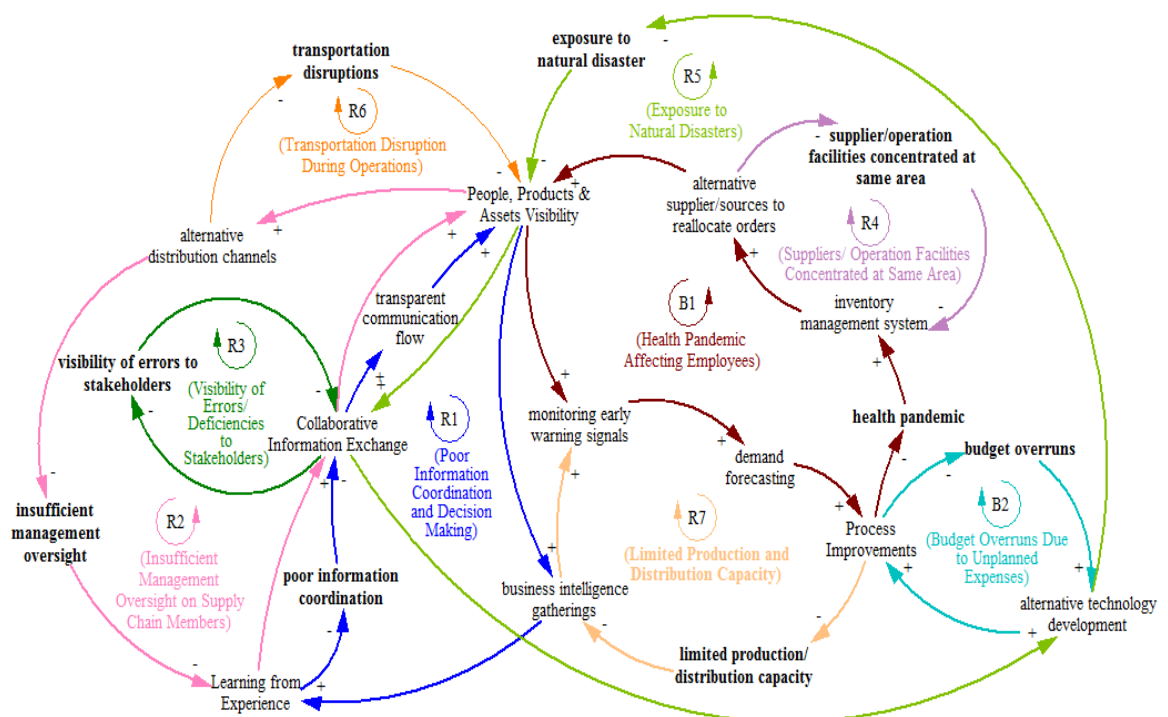 transportation
disruptions
exposure to
natural disaster
R6
(Transportation Disruption
During Operations)
R5
(Exposure to
Natural Disasters)
supplier/operation
facilities concentrated at
same area
People, Products &
Assets Visibility
alternative
supplier/sources to
reallocate orders
R4
(Suppliers/ Operation Facilities
Concentrated at Same Area)
alternative
distribution channels
transparent
communication
flow
B1
(Health Pandemic
Affecting Employees)
inventory
management system
visibility of errors to
stakeholders
R3
(Visibility of
Errors/
Deficiencies
to
Stakeholders)
Collaborative
Information Exchange
R1
(Poor
Information
Coordination
and Decision
Making)
monitoring early
warning signals
demand
forecasting
health pandemic
budget overruns
insufficient
management
oversight
R2
(Insufficient
Management
Oversight on Supply
Chain Members)
poor information
coordination
business intelligence
gatherings
R7
(Limited Production and
Distribution Capacity)
Process
Improvements
B2
(Budget Overruns Due
to Unplanned
Expenses)
alternative technology
development
limited production/
distribution capacity
Learning from
Experience